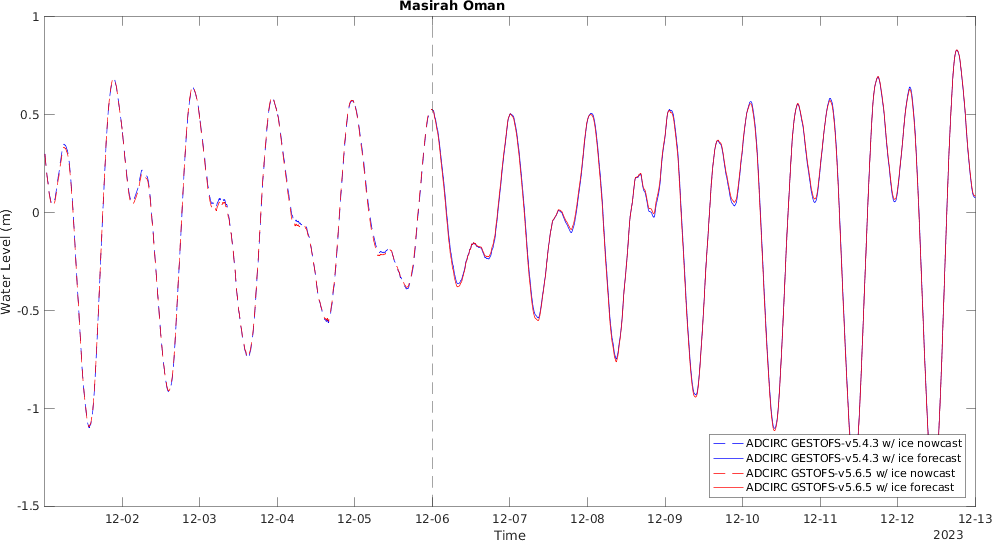 Masirah Oman
1
0.5
0
-0.5
-1
-1.5
Water Level (m)
12-02
12-03
12-04
12-05
12-06
12-07
12-08
12-09
12-10
12-11
12-12
12-13
Time
2023
ADCIRC GESTOFS-v5.4.3 w/ ice nowcast
ADCIRC GESTOFS-v5.4.3 w/ ice forecast
ADCIRC GSTOFS-v5.6.5 w/ ice nowcast
ADCIRC GSTOFS-v5.6.5 w/ ice forecast